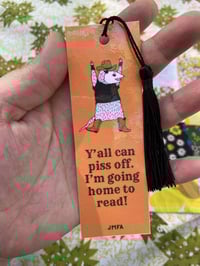 Y'all can
piss off.
I'm going
home to
read!
JMFA